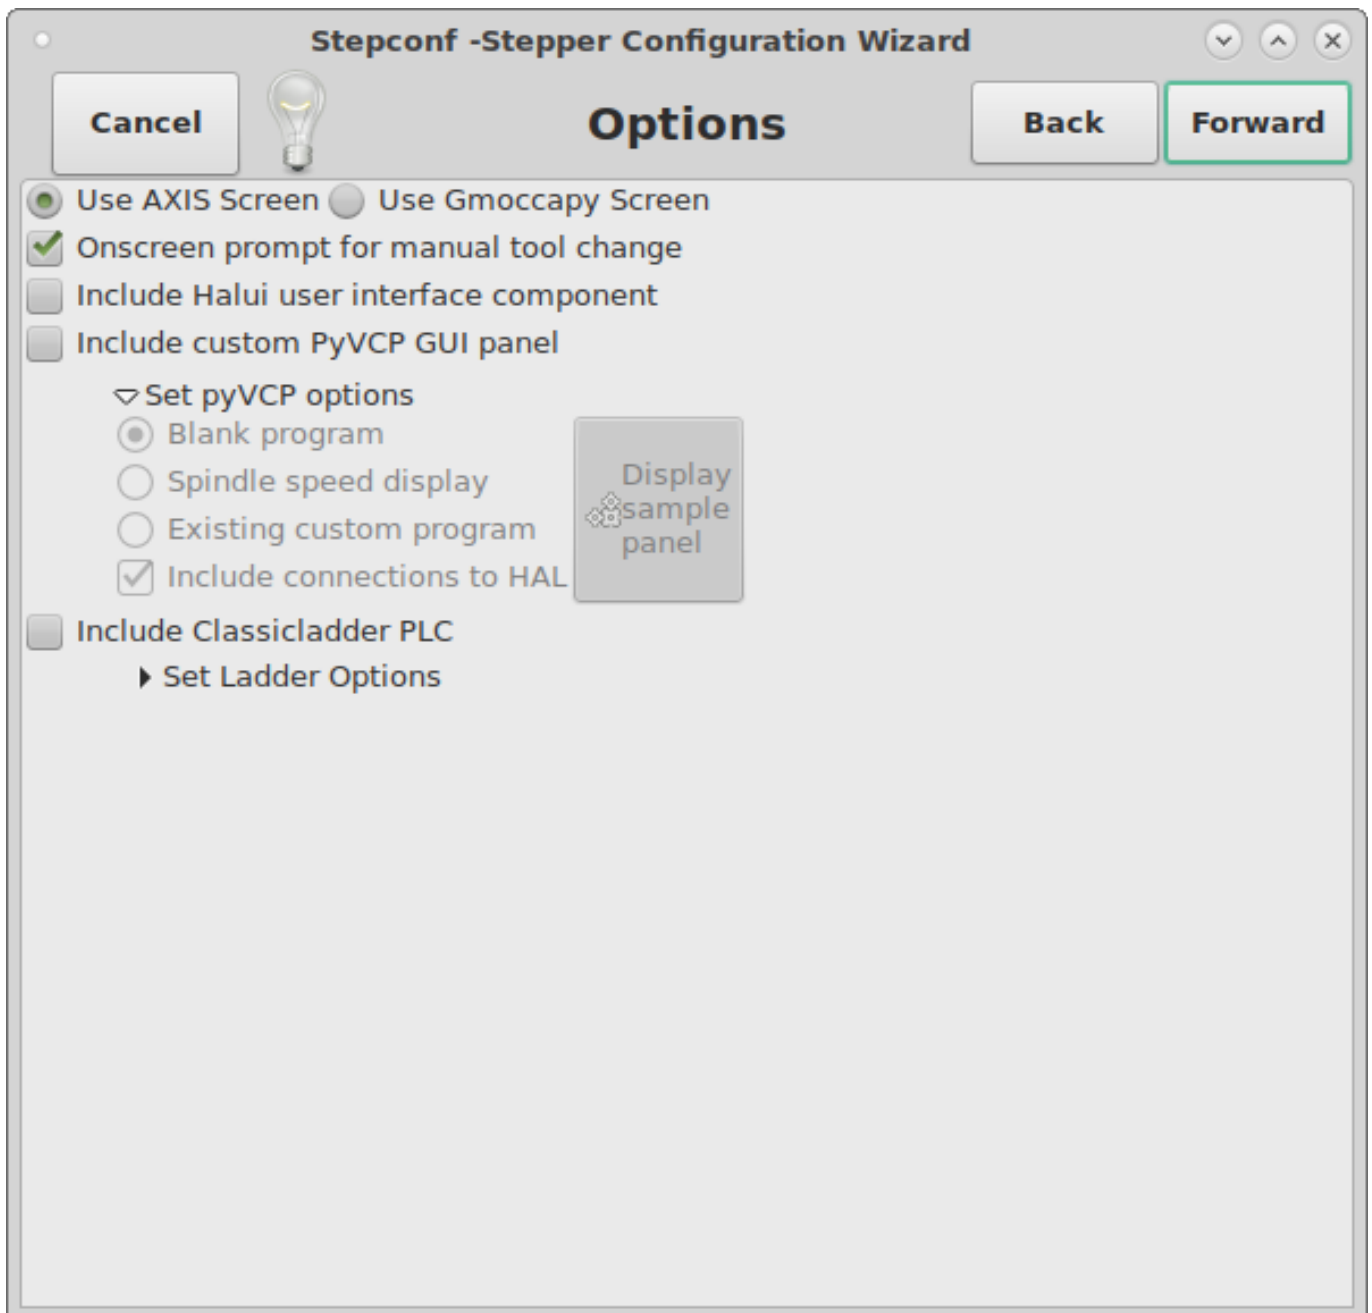 Stepconf -Stepper Configuration Wizard
Cancel
Options
Back
Forward
Use AXIS Screen
Use Gmoccapy Screen
Onscreen prompt for manual tool change
Include Halui user interface component
Include custom PyVCP GUI panel
Set pyVCP options
Blank program
Spindle speed display
Existing custom program
Include connections to HAL
Display
sample
panel
Include Classicladder PLC
Set Ladder Options